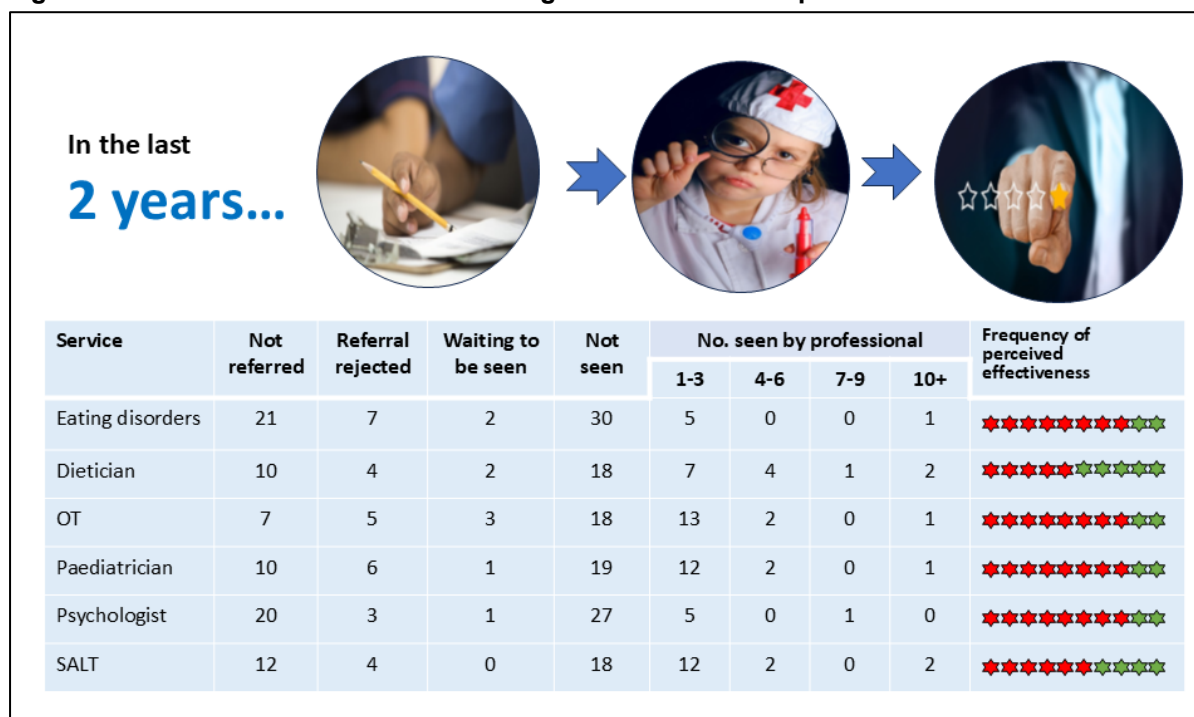 In the last
2 years...
Service Not referred Referral rejected Waiting to be seen Not seen No. seen by professional Frequency of perceived effectiveness
1-3 4-6 7-9 10+
Eating disorders 21 7 2 30 5 0 0 1
Dietician 10 4 2 18 7 4 1 2
OT 7 5 3 18 13 2 0 1
Paediatrician 10 6 1 19 12 2 0 1
Psychologist 20 3 1 27 5 0 1 0
SALT 12 4 0 18 12 2 0 2